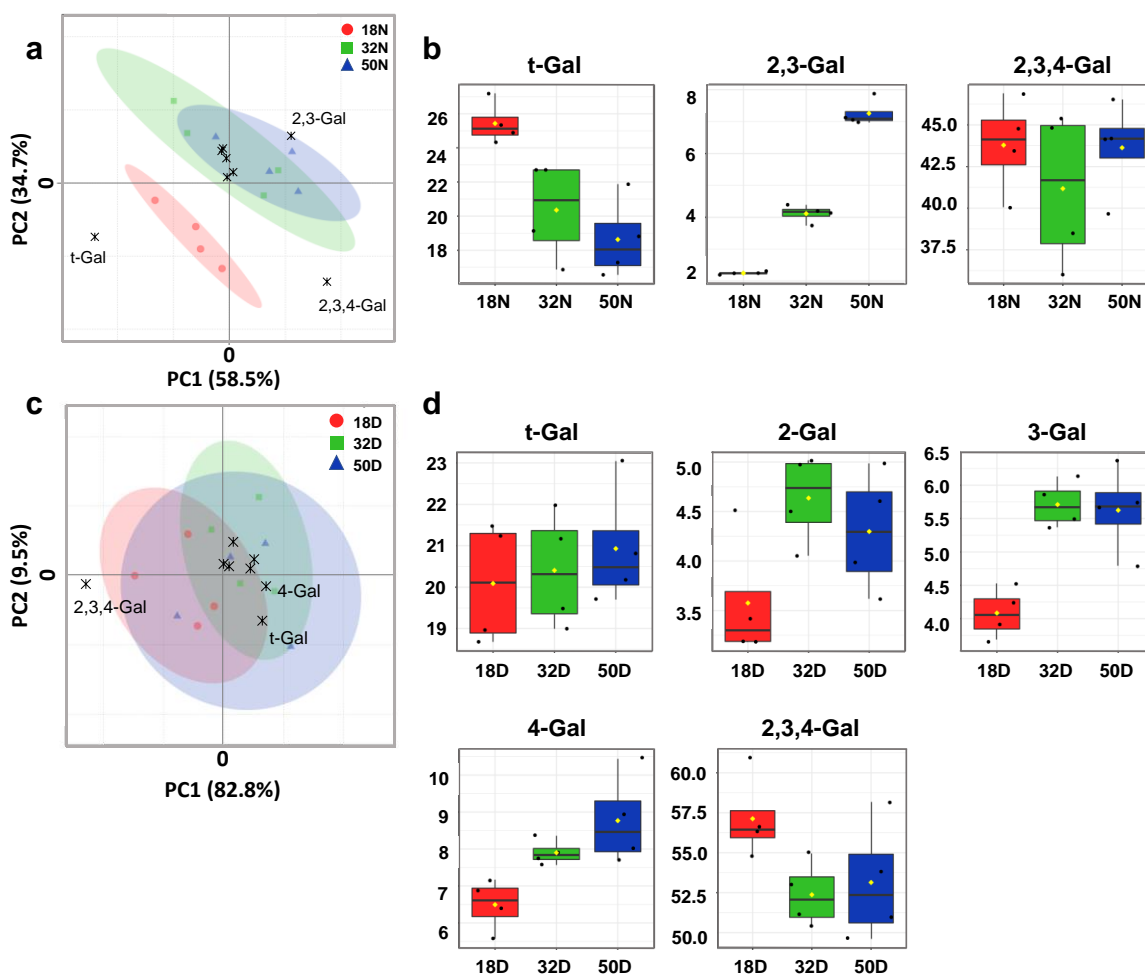 a
18N
32N
50N
2,3-Gal
0
t-Gal
2,3,4-Gal
PC2 (34.7%)
0
PC1 (58.5%)
b
t-Gal
26
24
22
20
18
18N 32N 50N
2,3-Gal
8
6
4
2
18N 32N 50N
2,3,4-Gal
45.0
42.5
40.0
37.5
18N 32N 50N
c
18D
32D
50D
0
2,3,4-Gal
4-Gal
t-Gal
PC2 (9.5%)
0
PC1 (82.8%)
d
t-Gal
23
22
21
20
19
18D 32D 50D
2-Gal
5.0
4.5
4.0
3.5
18D 32D 50D
3-Gal
6.5
6.0
5.5
5.0
4.5
4.0
18D 32D 50D
4-Gal
10
9
8
7
6
18D 32D 50D
2,3,4-Gal
60.0
57.5
55.0
52.5
50.0
18D 32D 50D